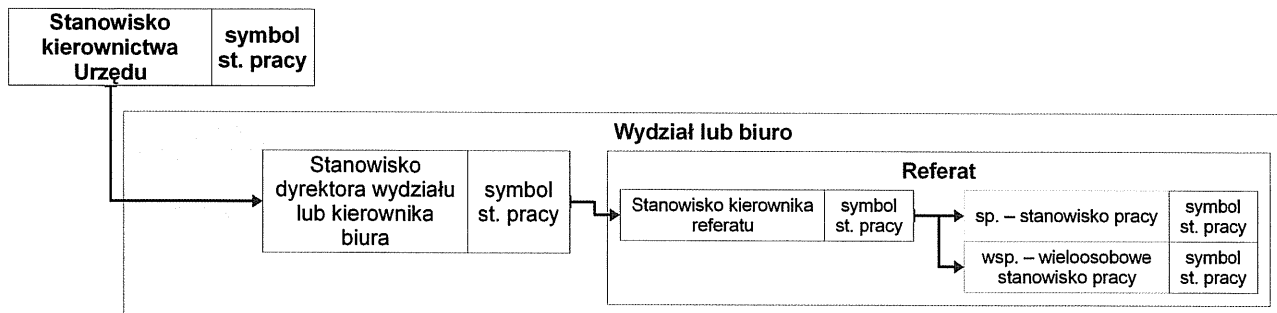 Stanowisko
kierownictwa
Urzędu
symbol
st. pracy
Wydział lub biuro
Stanowisko
dyrektora wydziału
lub kierownika
biura
symbol
st. pracy
Referat
Stanowisko kierownika
referatu
symbol
st. pracy
sp. – stanowisko pracy
symbol
st. pracy
wsp. – wieloosobowe
stanowisko pracy
symbol
st. pracy